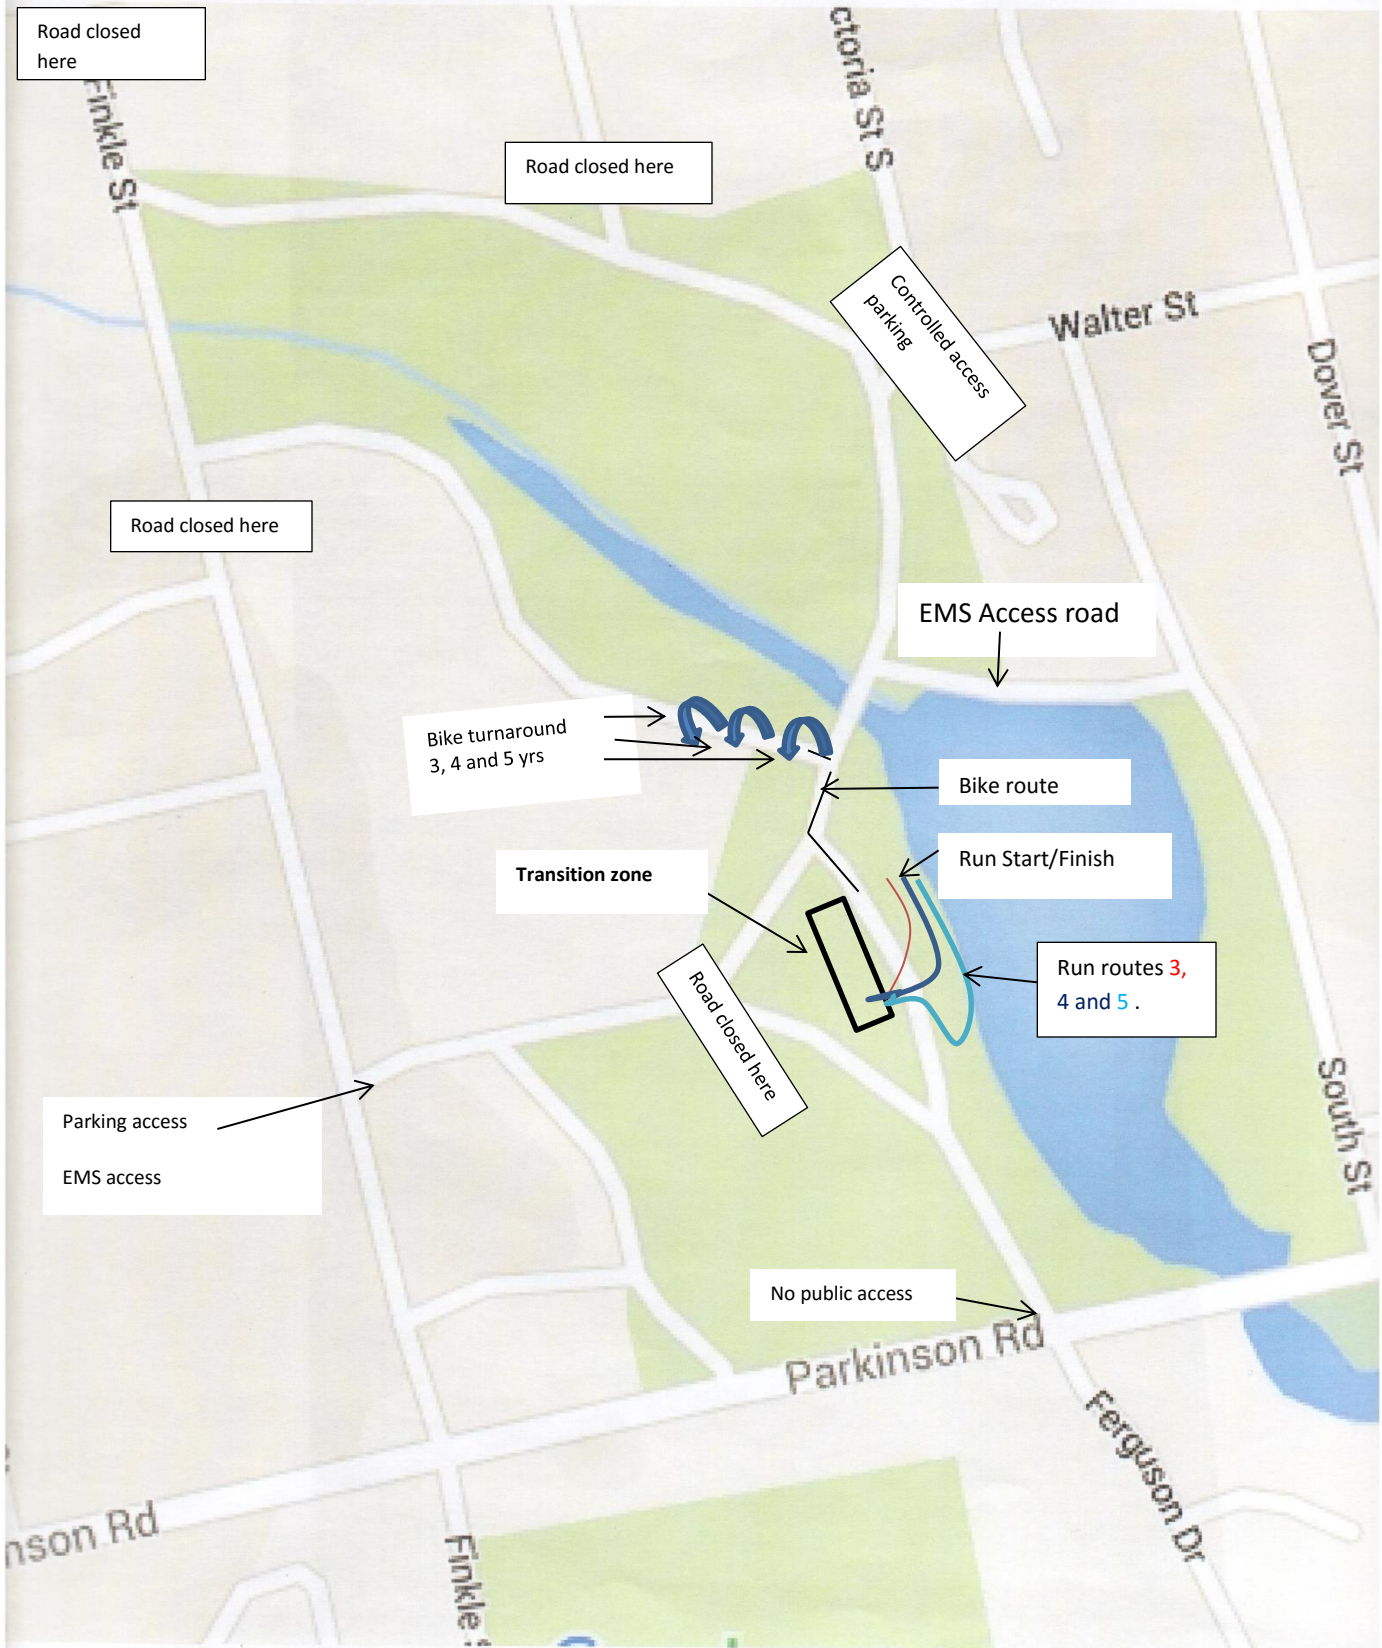 Road closed
here
Finkle St
ctoria St S
Road closed here
Controlled access
parking
Walter St
Dover St
Road closed here
EMS Access road
Bike turnaround
3, 4 and 5 yrs
Bike route
Run Start/Finish
Transition zone
Run routes 3,
4 and 5 .
Road closed here
Parking access
EMS access
South St
No public access
Parkinson Rd
Ferguson Dr
nson Rd
Finkle